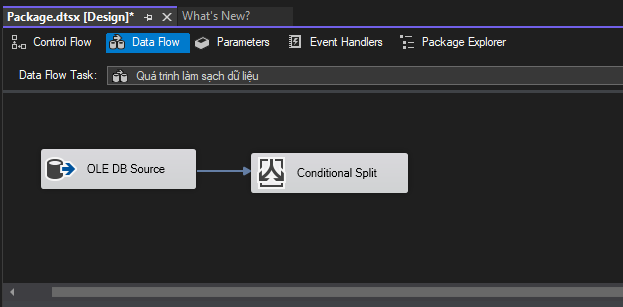 Package.dtsx [Design]* What's New?
Control Flow Data Flow Parameters Event Handlers Package Explorer
Data Flow Task: Quá trình làm sạch dữ liệu
OLE DB Source Conditional Split